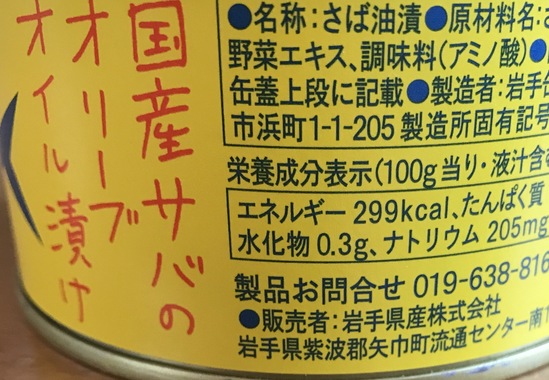 国産サバの
オリーブ
オイル漬け
●名称:さば油漬●原材料名:さ
野菜エキス、調味料(アミノ酸)●
缶蓋上段に記載●製造者:岩手
市浜町1-1-205 製造所固有記号
栄養成分表示(100g当り・液汁含
エネルギー 299kcal、たんぱく質
水化物 0.3g、ナトリウム 205mg
製品お問合せ 019-638-816
●販売者:岩手県産株式会社
岩手県紫波郡矢巾町流通センター南1